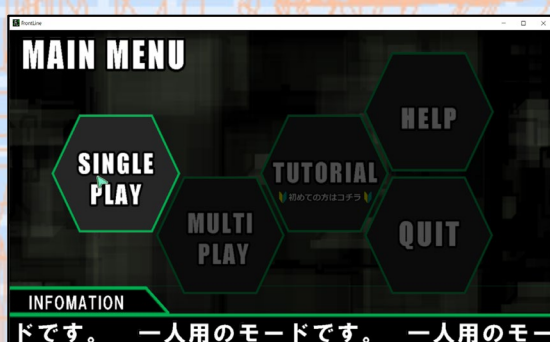 FrontLine
MAIN MENU
SINGLE
PLAY
MULTI
PLAY
TUTORIAL
初めての方はコチラ
HELP
QUIT
INFOMATION
ドです。 一人用のモードです。 一人用のモー